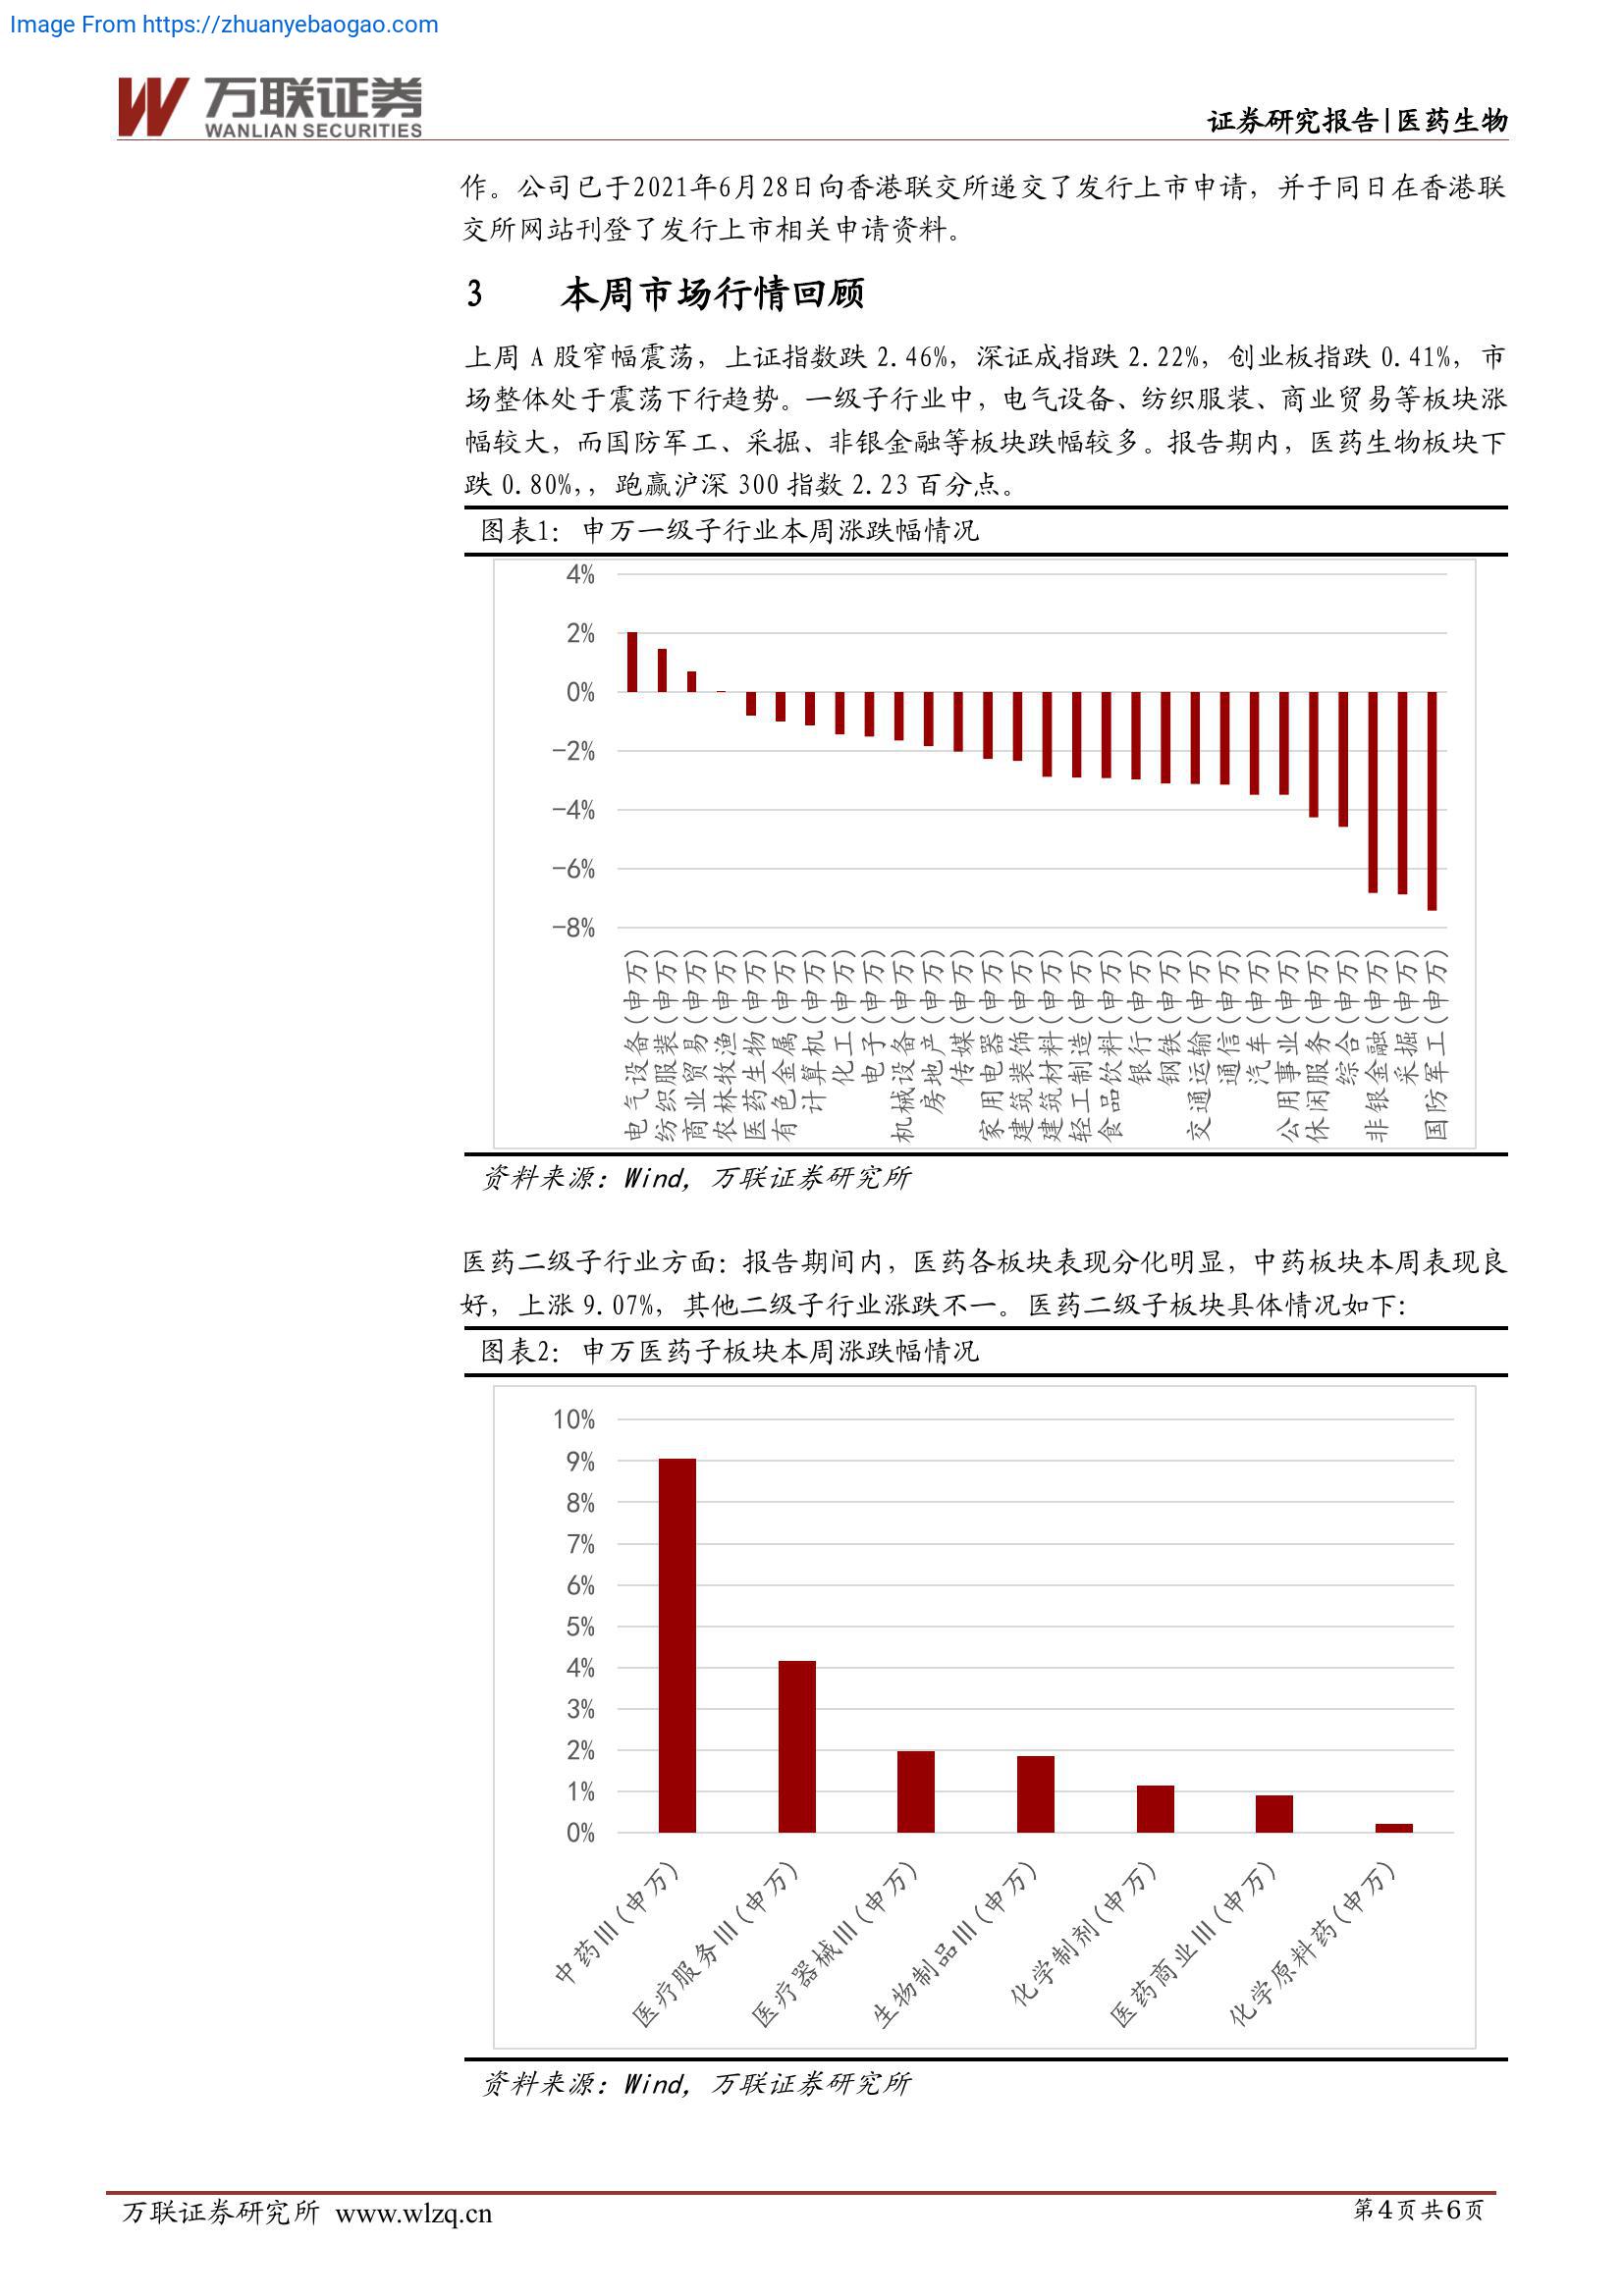 Image From https://zhuanyebaogao.com
万联证券
WANLIAN SECURITIES
证券研究报告|医药生物
作。公司已于2021年6月28日向香港联交所递交了发行上市申请，并于同日在香港联
交所网站刊登了发行上市相关申请资料。
3 本周市场行情回顾
上周 A 股窄幅震荡，上证指数跌 2.46%，深证成指跌 2.22%，创业板指跌 0.41%，市
场整体处于震荡下行趋势。一级子行业中，电气设备、纺织服装、商业贸易等板块涨
幅较大，而国防军工、采掘、非银金融等板块跌幅较多。报告期内，医药生物板块下
跌 0.80%,，跑赢沪深 300 指数 2.23 百分点。
图表1：申万一级子行业本周涨跌幅情况
4%
2%
0%
-2%
-4%
-6%
-8%
电气设备(申万)
纺织服装(申万)
商业贸易(申万)
农林牧渔(申万)
医药生物(申万)
有色金属(申万)
计算机(申万)
化工(申万)
电子(申万)
机械设备(申万)
房地产(申万)
传媒(申万)
家用电器(申万)
建筑装饰(申万)
建筑材料(申万)
轻工制造(申万)
食品饮料(申万)
银行(申万)
钢铁(申万)
交通运输(申万)
通信(申万)
汽车(申万)
公用事业(申万)
休闲服务(申万)
综合(申万)
非银金融(申万)
采掘(申万)
国防军工(申万)
资料来源：Wind，万联证券研究所
医药二级子行业方面：报告期间内，医药各板块表现分化明显，中药板块本周表现良
好，上涨 9.07%，其他二级子行业涨跌不一。医药二级子板块具体情况如下：
图表2：申万医药子板块本周涨跌幅情况
10%
9%
8%
7%
6%
5%
4%
3%
2%
1%
0%
中药Ⅲ(申万)
医疗服务Ⅲ(申万)
医疗器械Ⅲ(申万)
生物制品Ⅲ(申万)
化学制剂(申万)
医药商业Ⅲ(申万)
化学原料药(申万)
资料来源：Wind，万联证券研究所
万联证券研究所 www.wlzq.cn
第4页共6页